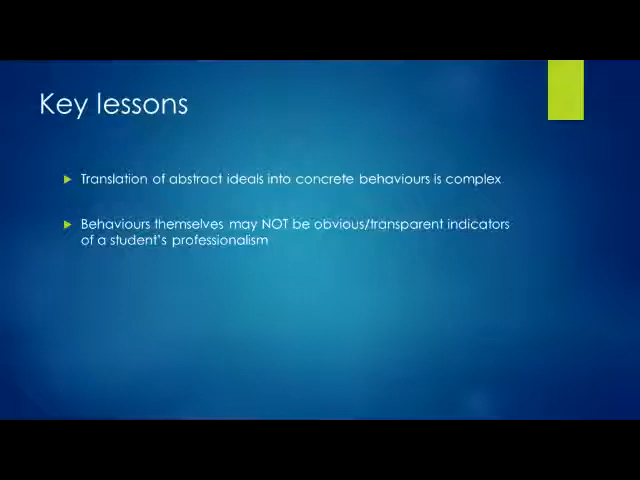 Key lessons
Translation of abstract ideals into concrete behaviours is complex
Behaviours themselves may NOT be obvious/transparent indicators
of a student's professionalism